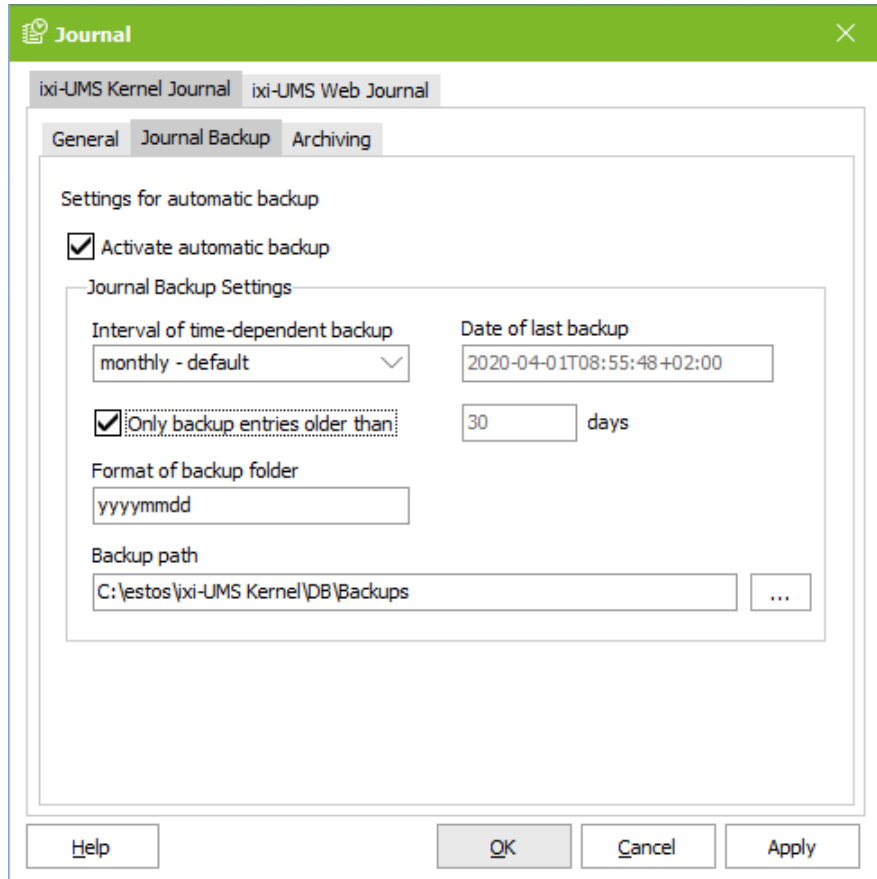 Journal
ixi-UMS Kernel Journal ixi-UMS Web Journal
General Journal Backup Archiving
Settings for automatic backup
Activate automatic backup
Journal Backup Settings
Interval of time-dependent backup Date of last backup
monthly - default 2020-04-01T08:55:48+02:00
Only backup entries older than 30 days
Format of backup folder
yyyymmdd
Backup path
C:\estos\ixi-UMS Kernel\DB\Backups ...
Help OK Cancel Apply